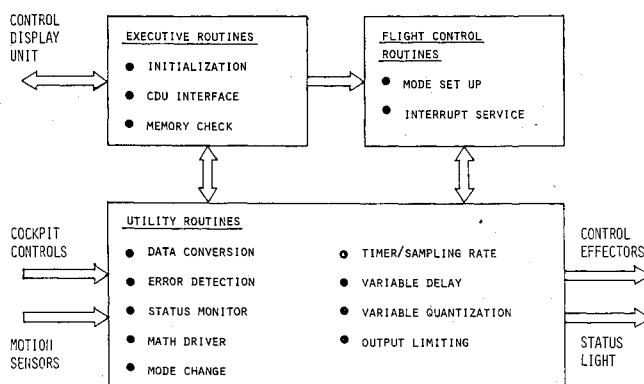 CONTROL
DISPLAY
UNIT
EXECUTIVE ROUTINES
● INITIALIZATION
● CDU INTERFACE
● MEMORY CHECK
FLIGHT CONTROL
ROUTINES
● MODE SET UP
● INTERRUPT SERVICE
COCKPIT
CONTROLS
MOTION
SENSORS
UTILITY ROUTINES
● DATA CONVERSION
● ERROR DETECTION
● STATUS MONITOR
● MATH DRIVER
● MODE CHANGE
● TIMER/SAMPLING RATE
● VARIABLE DELAY
● VARIABLE QUANTIZATION
● OUTPUT LIMITING
CONTROL
EFFECTORS
STATUS
LIGHT